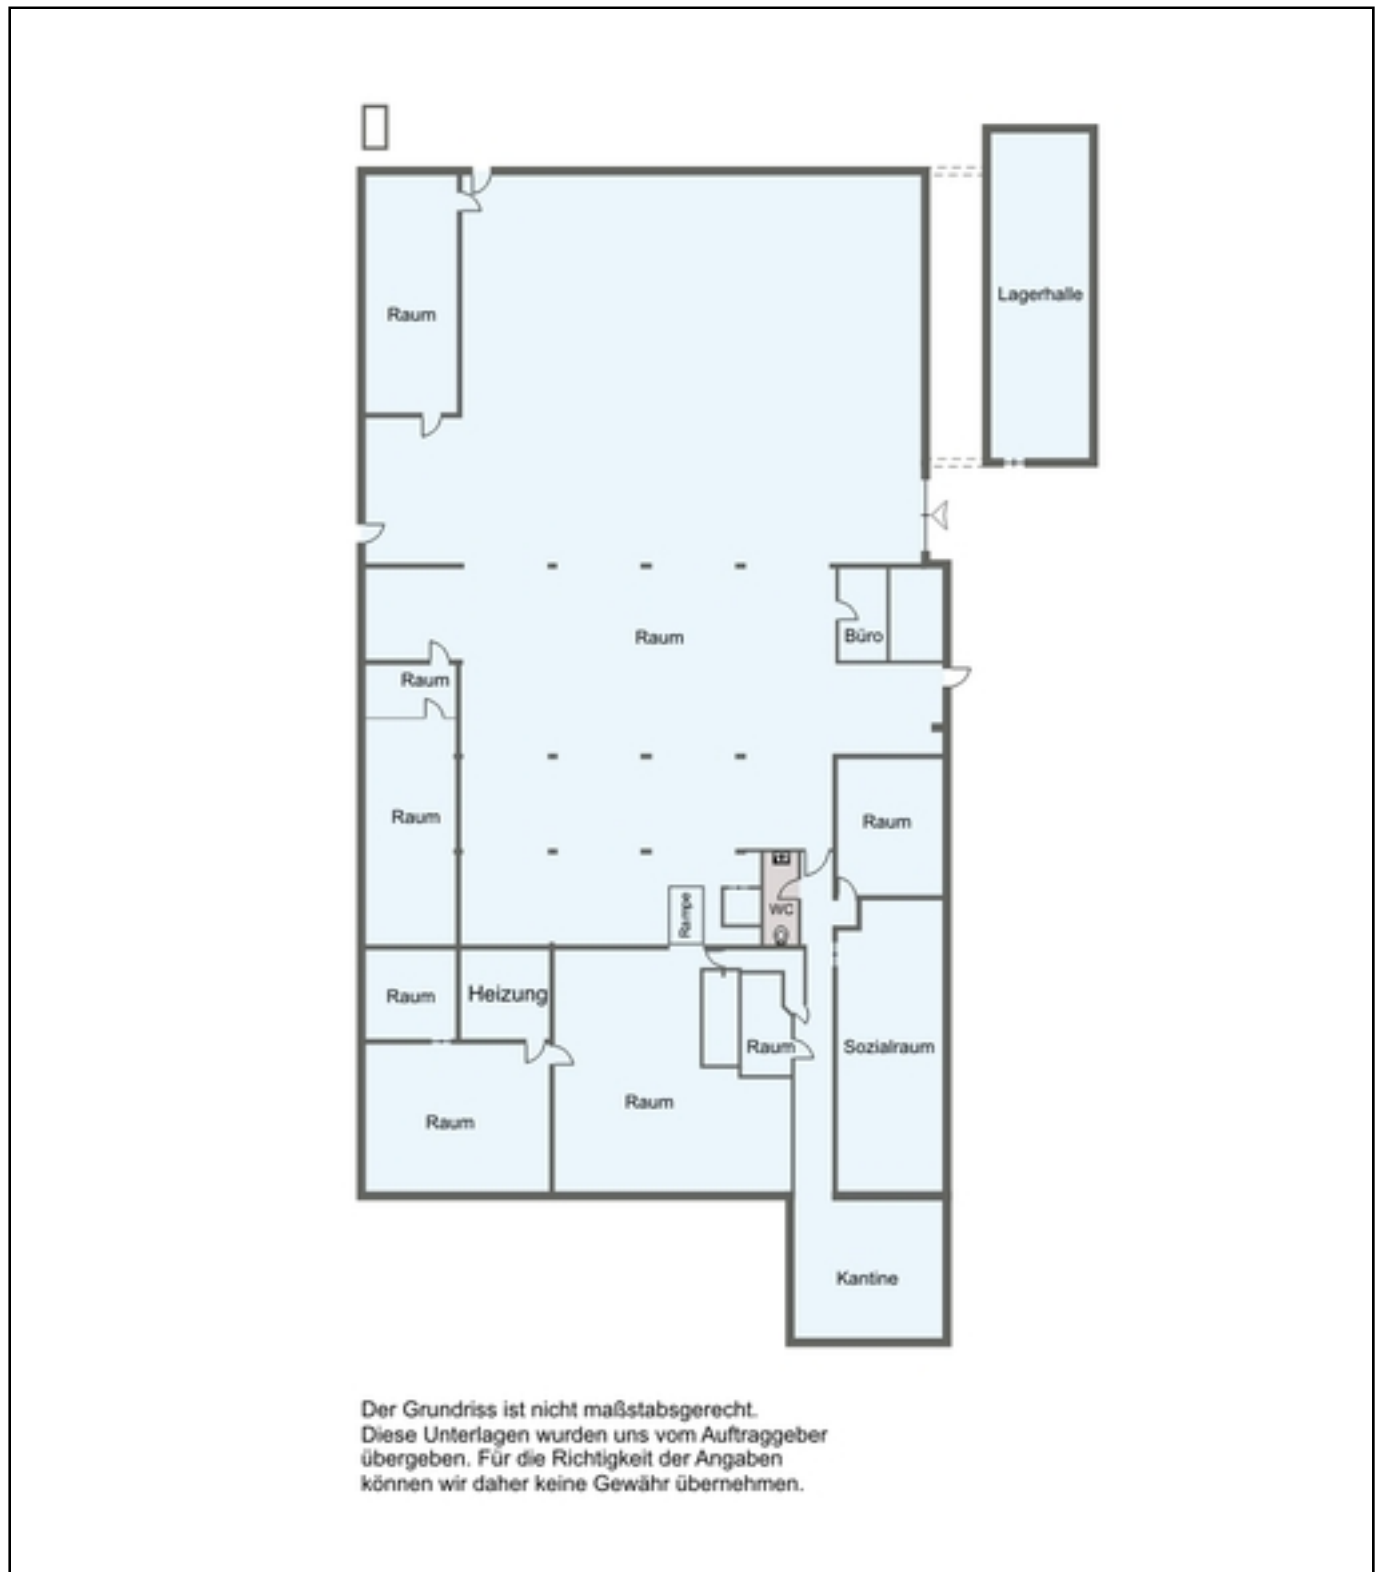 Lagerhalle
Raum
Raum
Büro
Raum
Raum
Raum
WC
Rampe
Raum
Heizung
Raum
Sozialraum
Raum
Raum
Kantine
Der Grundriss ist nicht maßstabsgerecht.
Diese Unterlagen wurden uns vom Auftraggeber
übergeben. Für die Richtigkeit der Angaben
können wir daher keine Gewähr übernehmen.